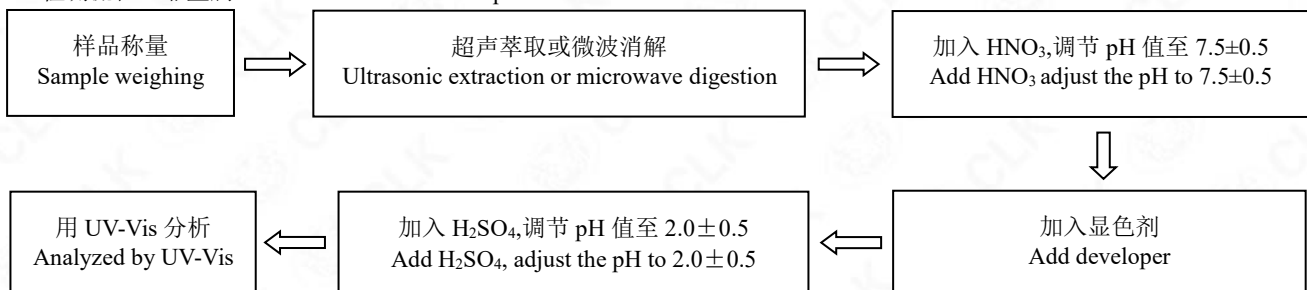 样品称量
Sample weighing
超声萃取或微波消解
Ultrasonic extraction or microwave digestion
加入 HNO₃,调节 pH 值至 7.5±0.5
Add HNO₃ adjust the pH to 7.5±0.5
加入显色剂
Add developer
加入 H₂SO₄,调节 pH 值至 2.0±0.5
Add H₂SO₄, adjust the pH to 2.0±0.5
用 UV-Vis 分析
Analyzed by UV-Vis
CLK